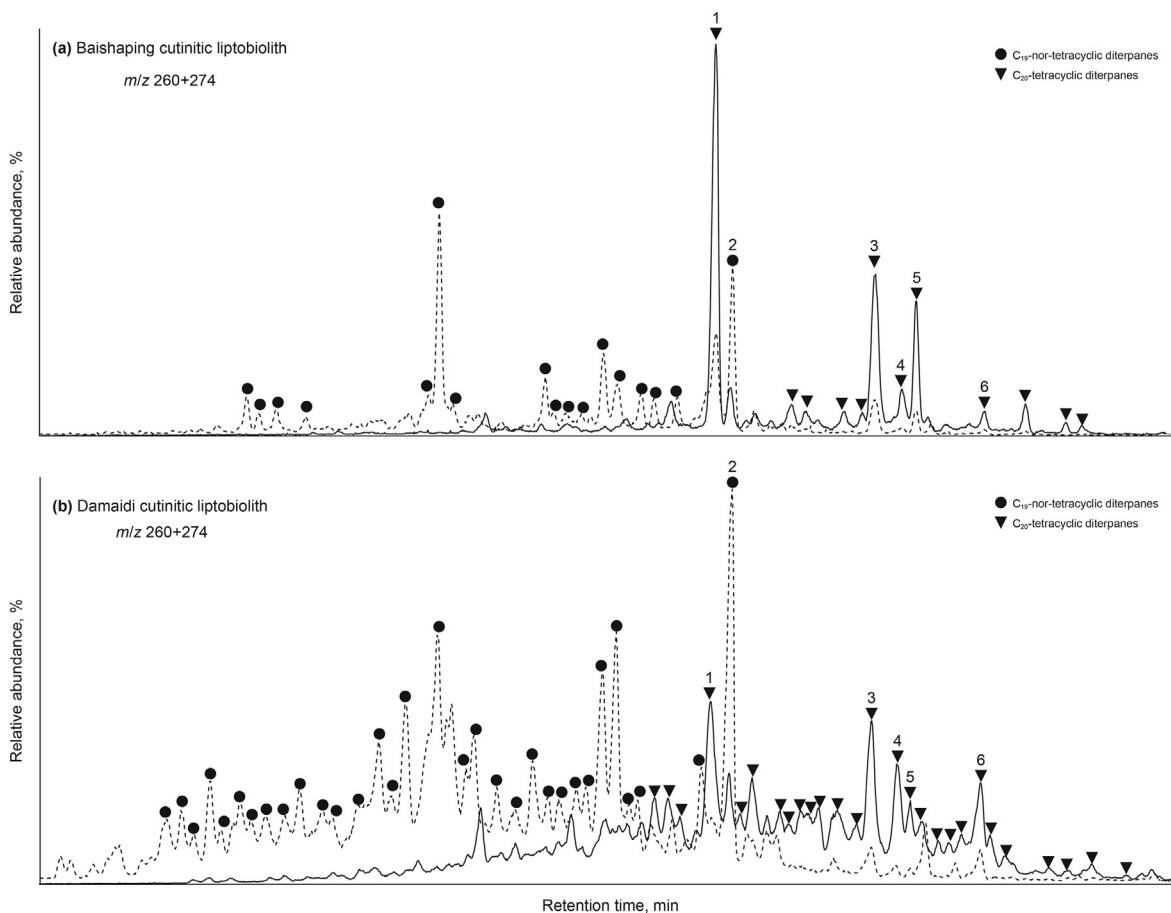 (a) Baishaping cutinitic liptobiolith
m/z 260+274
C₁₉-nor-tetracyclic diterpanes
C₂₀-tetracyclic diterpanes
Relative abundance, %
1
2
3
4
5
6
(b) Damaidi cutinitic liptobiolith
m/z 260+274
C₁₉-nor-tetracyclic diterpanes
C₂₀-tetracyclic diterpanes
Relative abundance, %
1
2
3
4
5
6
Retention time, min